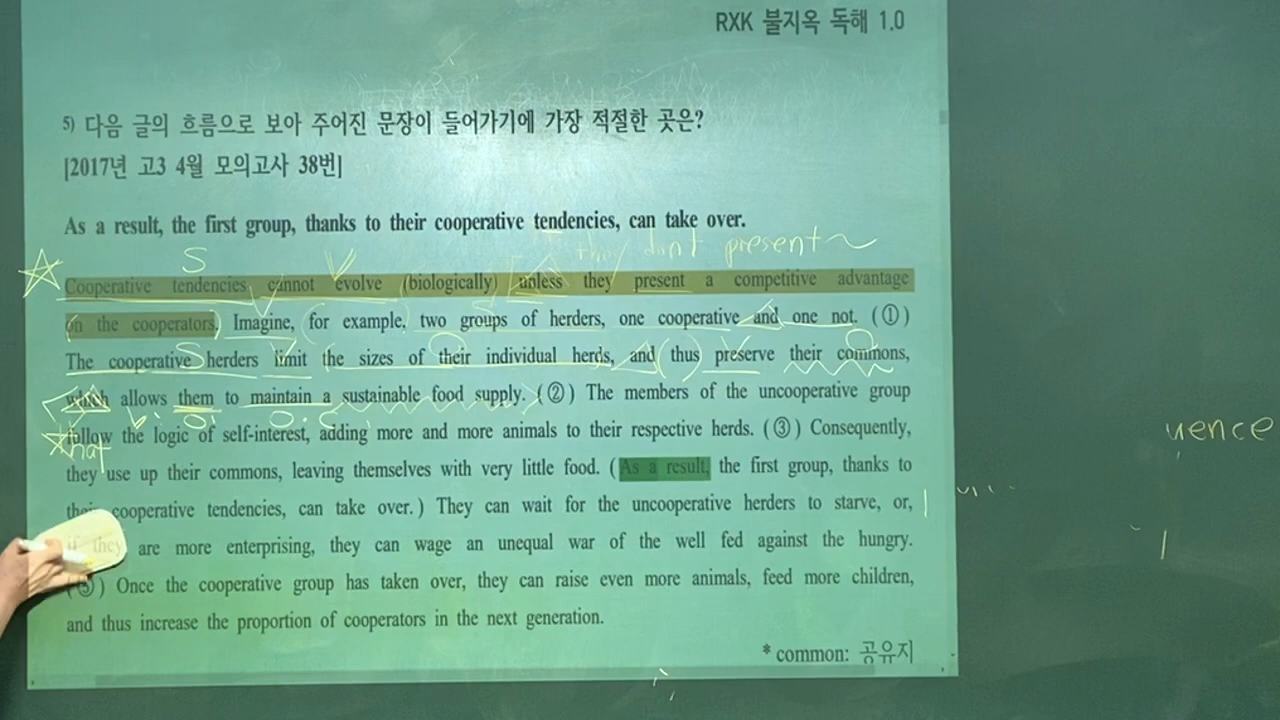 RXK 불지옥 독해 1.0
5) 다음 글의 흐름으로 보아 주어진 문장이 들어가기에 가장 적절한 곳은?
[2017년 고3 4월 모의고사 38번]
As a result, the first group, thanks to their cooperative tendencies, can take over.
they don't present
S V
Cooperative tendencies cannot evolve (biologically) unless they present a competitive advantage
on the cooperators. Imagine, for example, two groups of herders, one cooperative and one not. (①)
The cooperative herders limit the sizes of their individual herds, and (thus) preserve their commons,
which allows them to maintain a sustainable food supply. (②) The members of the uncooperative group
follow the logic of self-interest, adding more and more animals to their respective herds. (③) Consequently,
that
they use up their commons, leaving themselves with very little food. (As a result, the first group, thanks to
their cooperative tendencies, can take over.) They can wait for the uncooperative herders to starve, or,
if they are more enterprising, they can wage an unequal war of the well fed against the hungry.
(⑤) Once the cooperative group has taken over, they can raise even more animals, feed more children,
and thus increase the proportion of cooperators in the next generation.
* common: 공유지
uence